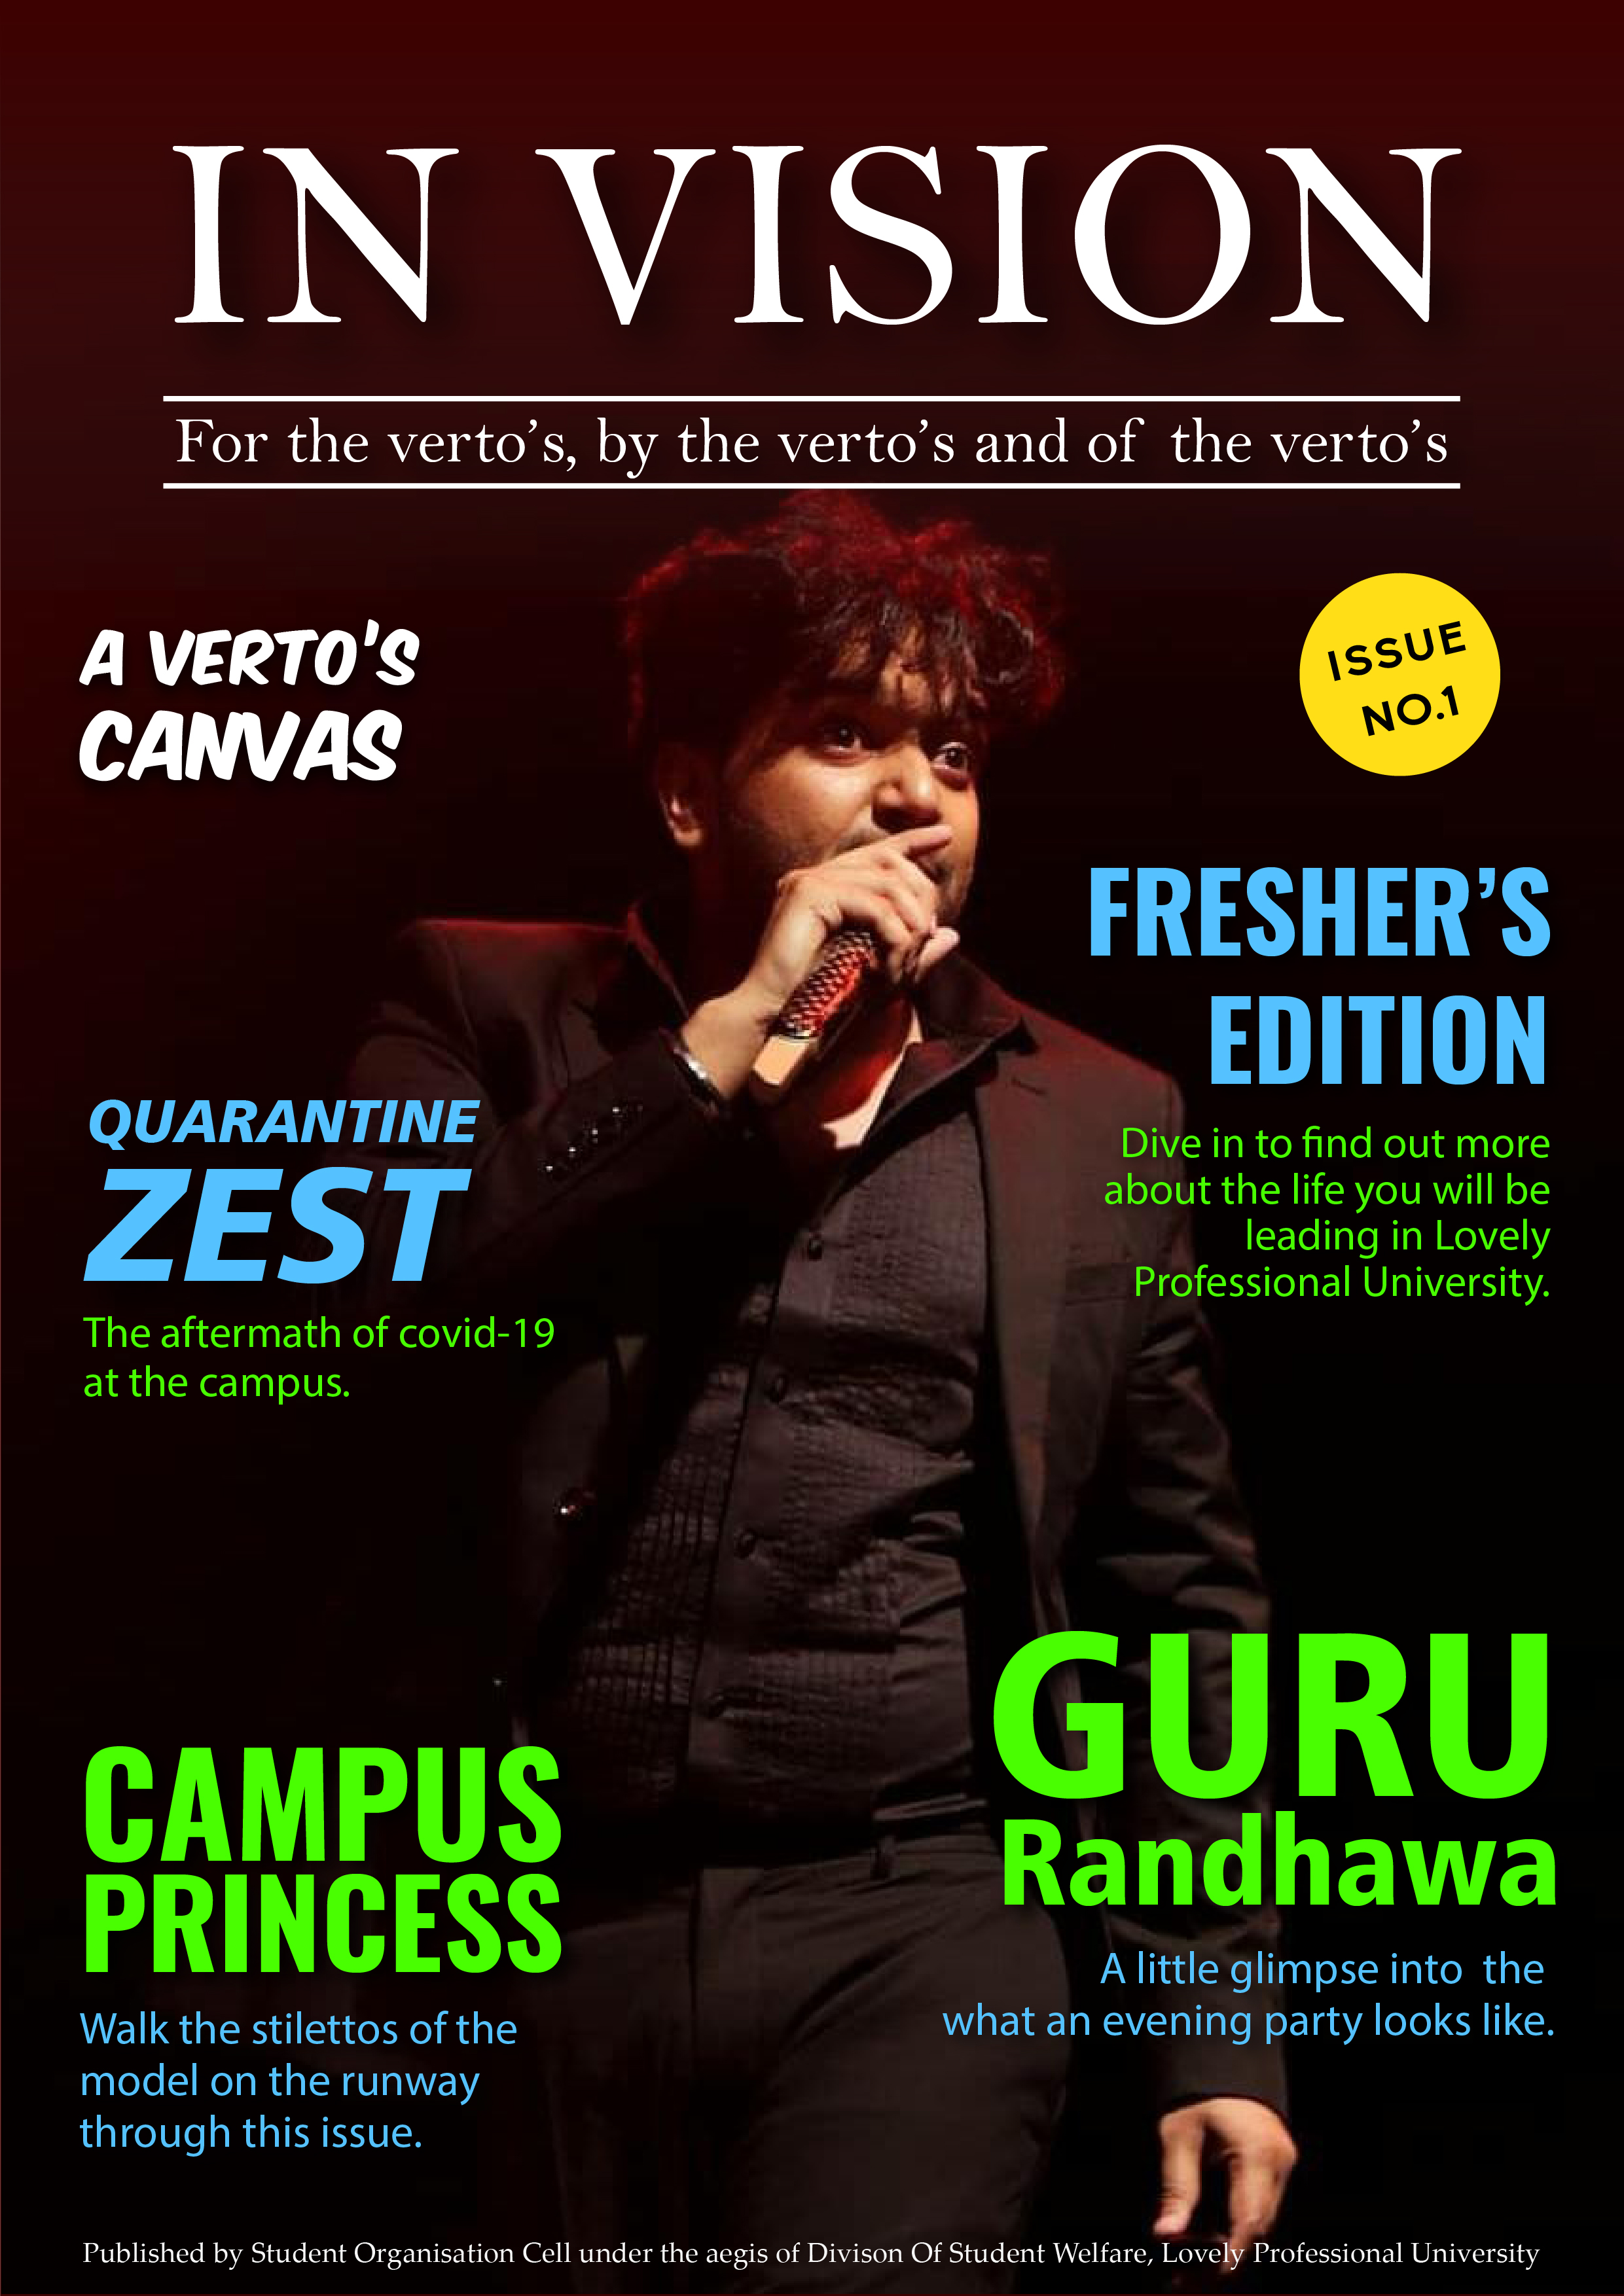 IN VISION
For the verto’s, by the verto’s and of the verto’s
A VERTO'S
CANVAS
ISSUE
NO.1
FRESHER’S
EDITION
Dive in to find out more
about the life you will be
leading in Lovely
Professional University.
QUARANTINE
ZEST
The aftermath of covid-19
at the campus.
GURU
Randhawa
A little glimpse into the
what an evening party looks like.
CAMPUS
PRINCESS
Walk the stilettos of the
model on the runway
through this issue.
Published by Student Organisation Cell under the aegis of Divison Of Student Welfare, Lovely Professional University